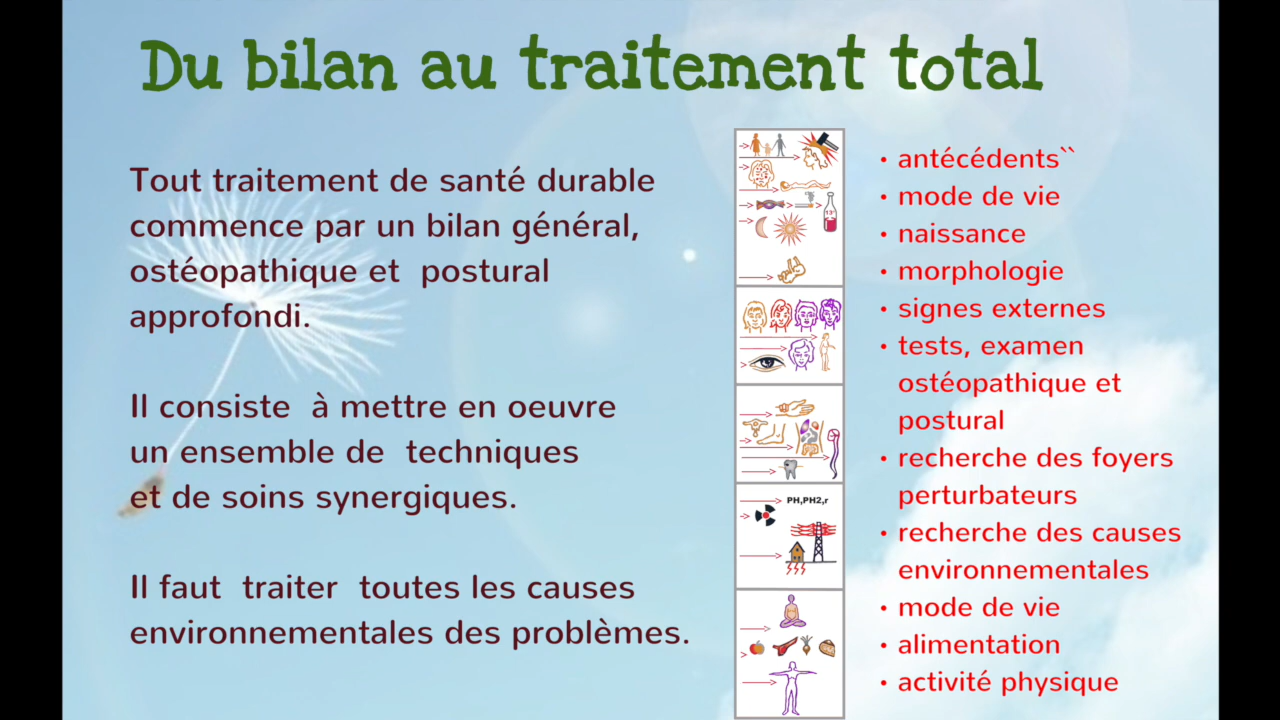 Du bilan au traitement total
Tout traitement de santé durable
commence par un bilan général,
ostéopathique et  postural
approfondi.
Il consiste  à mettre en oeuvre
un ensemble de  techniques
et de soins synergiques.
Il faut  traiter  toutes les causes
environnementales des problèmes.
13°
PH,PH2,r
• antécédents``
• mode de vie
• naissance
• morphologie
• signes externes
• tests, examen
ostéopathique et
postural
• recherche des foyers
perturbateurs
• recherche des causes
environnementales
• mode de vie
• alimentation
• activité physique